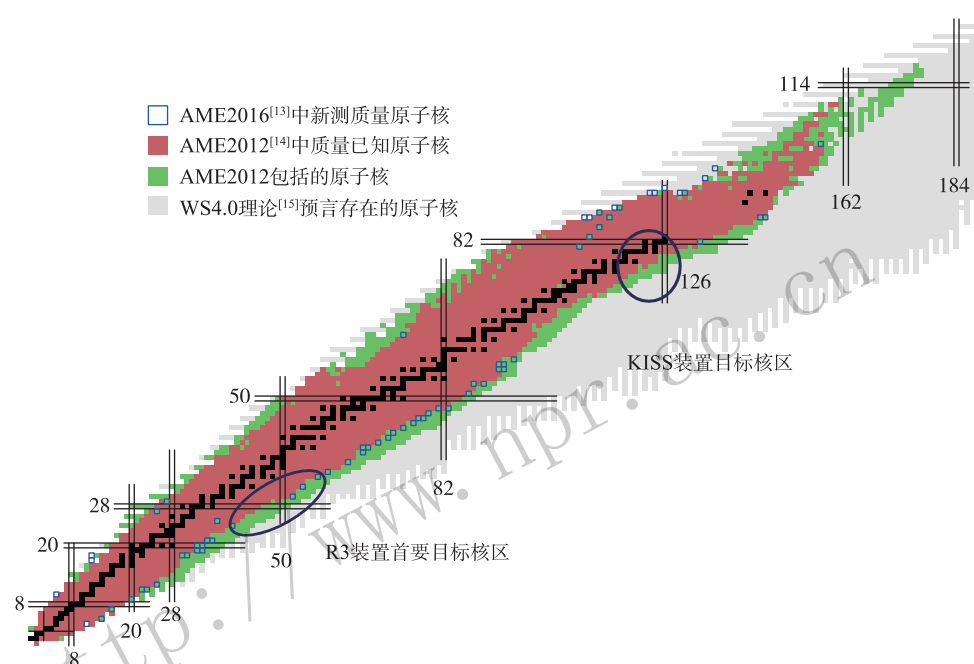 114
AME2016[13]中新测质量原子核
AME2012[14]中质量已知原子核
AME2012包括的原子核
WS4.0理论[15]预言存在的原子核
184
162
82
126
KISS装置目标核区
50
82
28
20
R3装置首要目标核区
50
8
28
20
8
ttp://www.npr.ac.cn